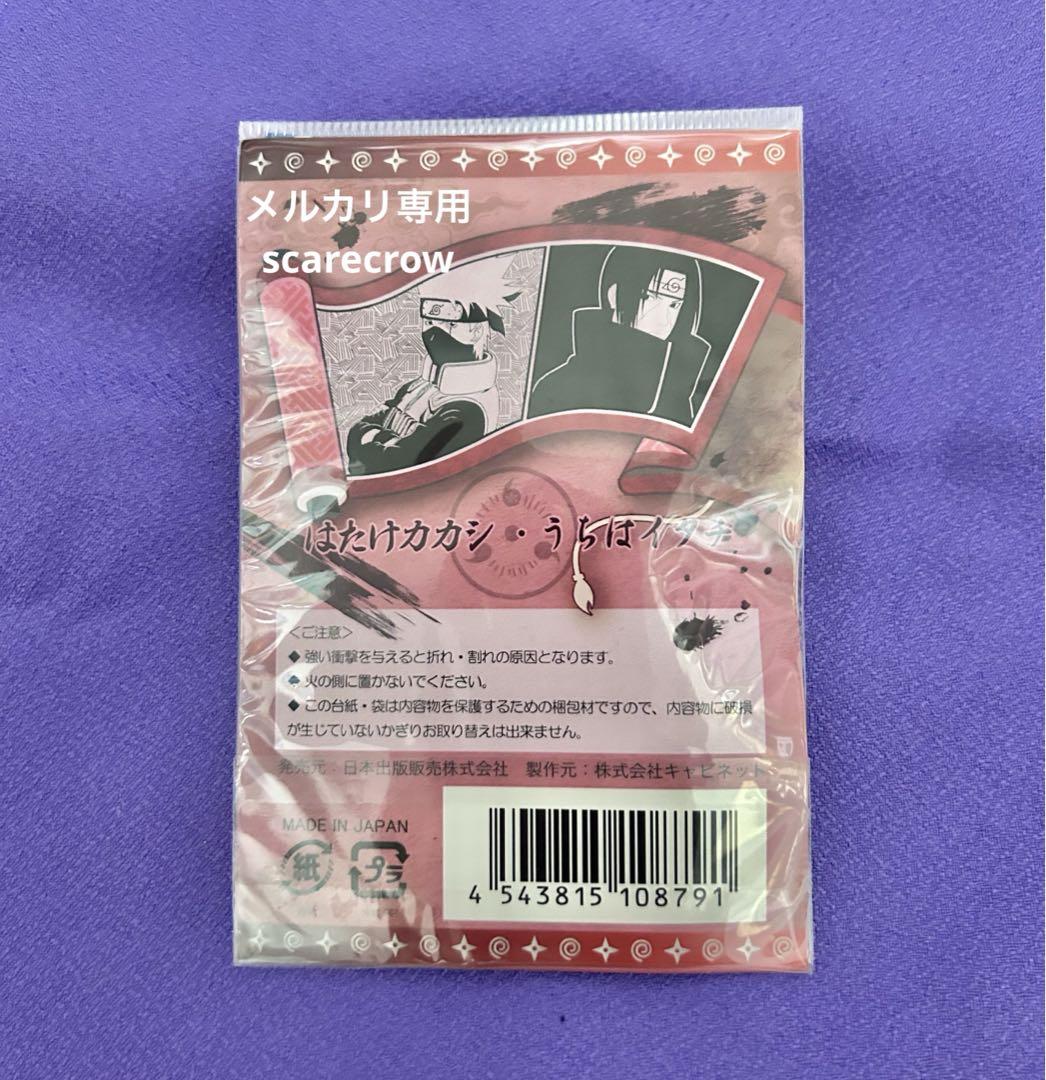 メルカリ専用
scarecrow
はたけカカシ・うちはイタチ
<ご注意>
◆強い衝撃を与えると折れ・割れの原因となります。
◆火の側に置かないでください。
◆この台紙・袋は内容物を保護するための梱包材ですので、内容物に破損
が生じていないかぎりお取り替えは出来ません。
発売元：日本出版販売株式会社　製作元：株式会社キャビネット
MADE IN JAPAN
紙 プラ
4 543815 108791